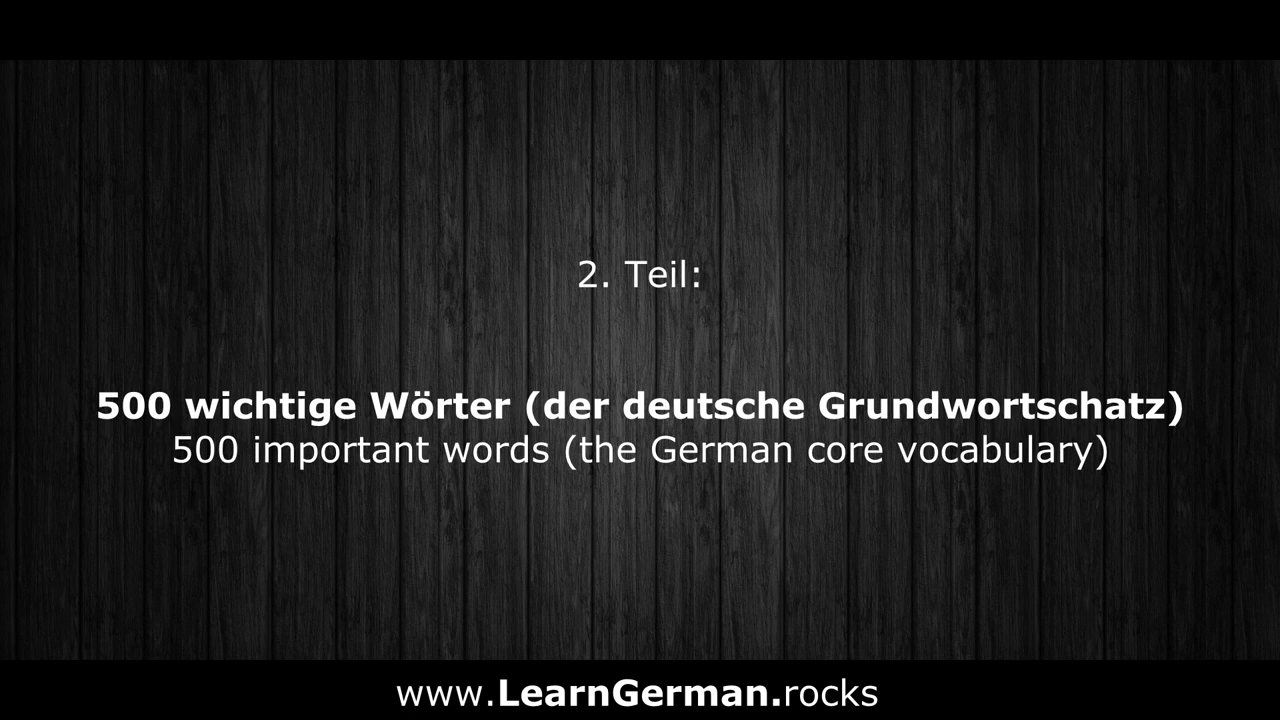 2. Teil:
500 wichtige Wörter (der deutsche Grundwortschatz)
500 important words (the German core vocabulary)
www.LearnGerman.rocks